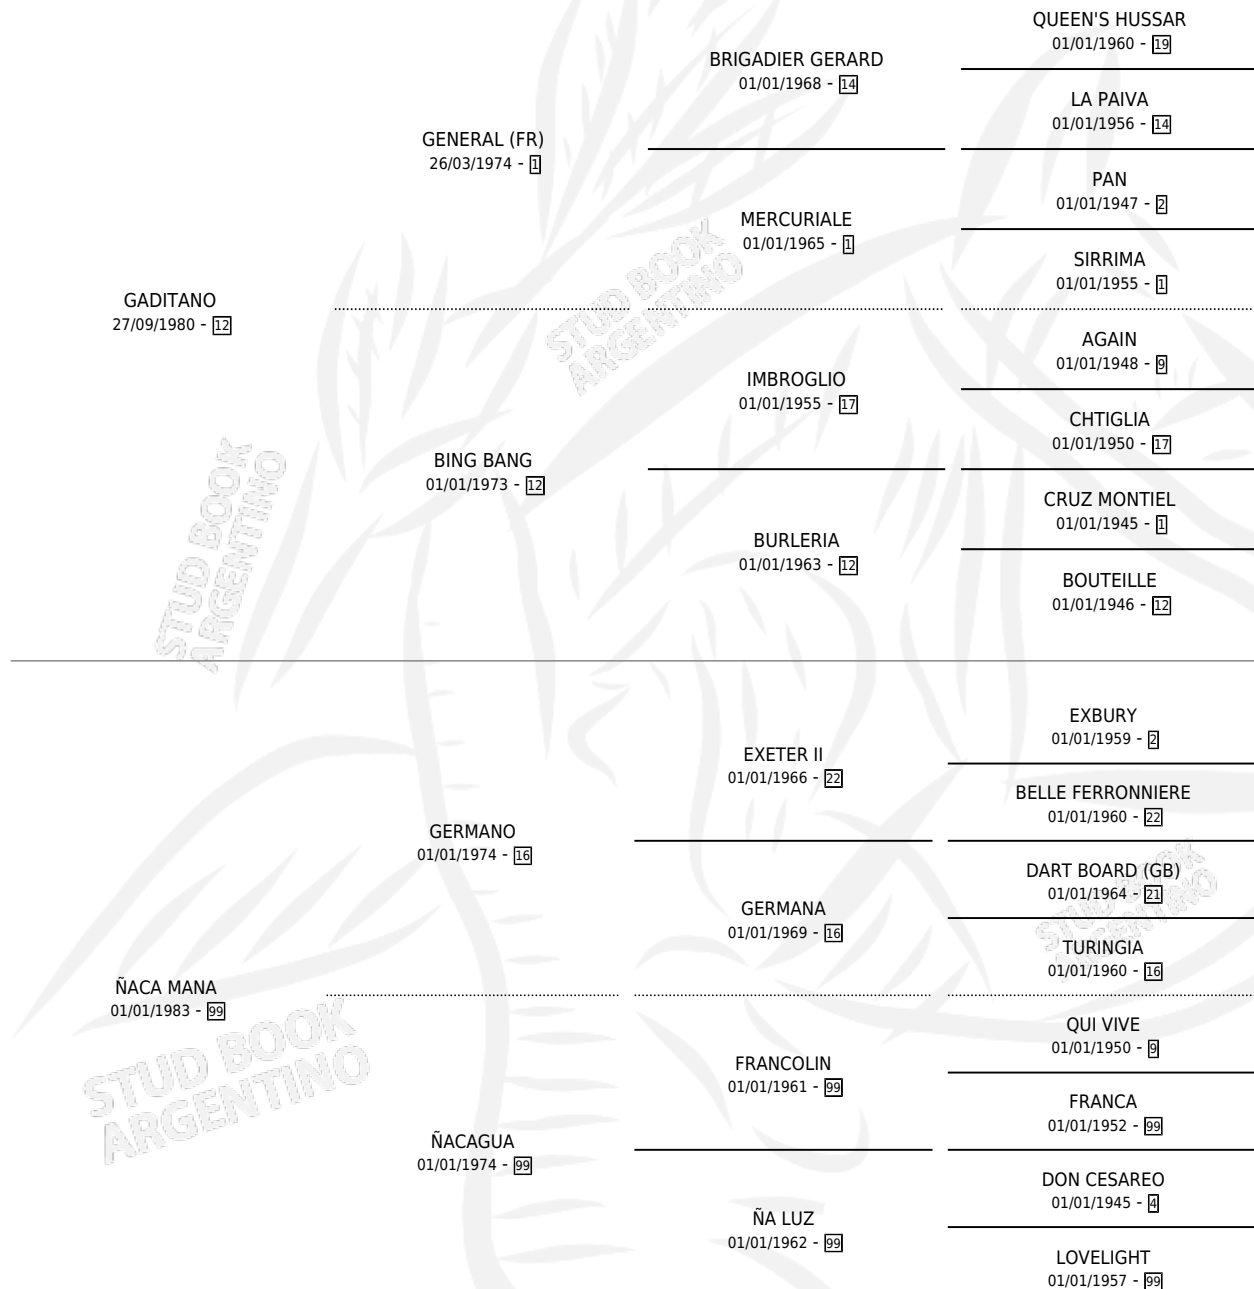 QUEEN'S HUSSAR
01/01/1960 - 19
BRIGADIER GERARD
01/01/1968 - 14
LA PAIVA
01/01/1956 - 14
GENERAL (FR)
26/03/1974 - 1
PAN
01/01/1947 - 2
MERCURIALE
01/01/1965 - 1
SIRRIMA
01/01/1955 - 1
GADITANO
27/09/1980 - 12
AGAIN
01/01/1948 - 9
IMBROGLIO
01/01/1955 - 17
CHTIGLIA
01/01/1950 - 17
BING BANG
01/01/1973 - 12
CRUZ MONTIEL
01/01/1945 - 1
BURLERIA
01/01/1963 - 12
BOUTEILLE
01/01/1946 - 12
EXBURY
01/01/1959 - 2
EXETER II
01/01/1966 - 22
BELLE FERRONNIERE
01/01/1960 - 22
GERMANO
01/01/1974 - 16
DART BOARD (GB)
01/01/1964 - 21
GERMANA
01/01/1969 - 16
TURINGIA
01/01/1960 - 16
ÑACA MANA
01/01/1983 - 99
QUI VIVE
01/01/1950 - 9
FRANCOLIN
01/01/1961 - 99
FRANCA
01/01/1952 - 99
ÑACAGUA
01/01/1974 - 99
DON CESAREO
01/01/1945 - 4
ÑA LUZ
01/01/1962 - 99
LOVELIGHT
01/01/1957 - 99
STUD BOOK
ARGENTINO
STUD BOOK
ARGENTINO
STUD BOOK
ARGENTINO
STUD BOOK
ARGENTINO